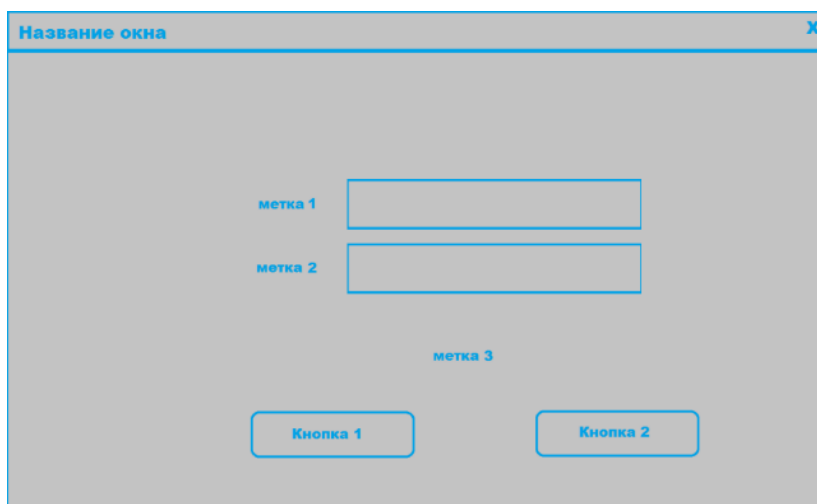 Название окна X
метка 1
метка 2
метка 3
Кнопка 1 Кнопка 2